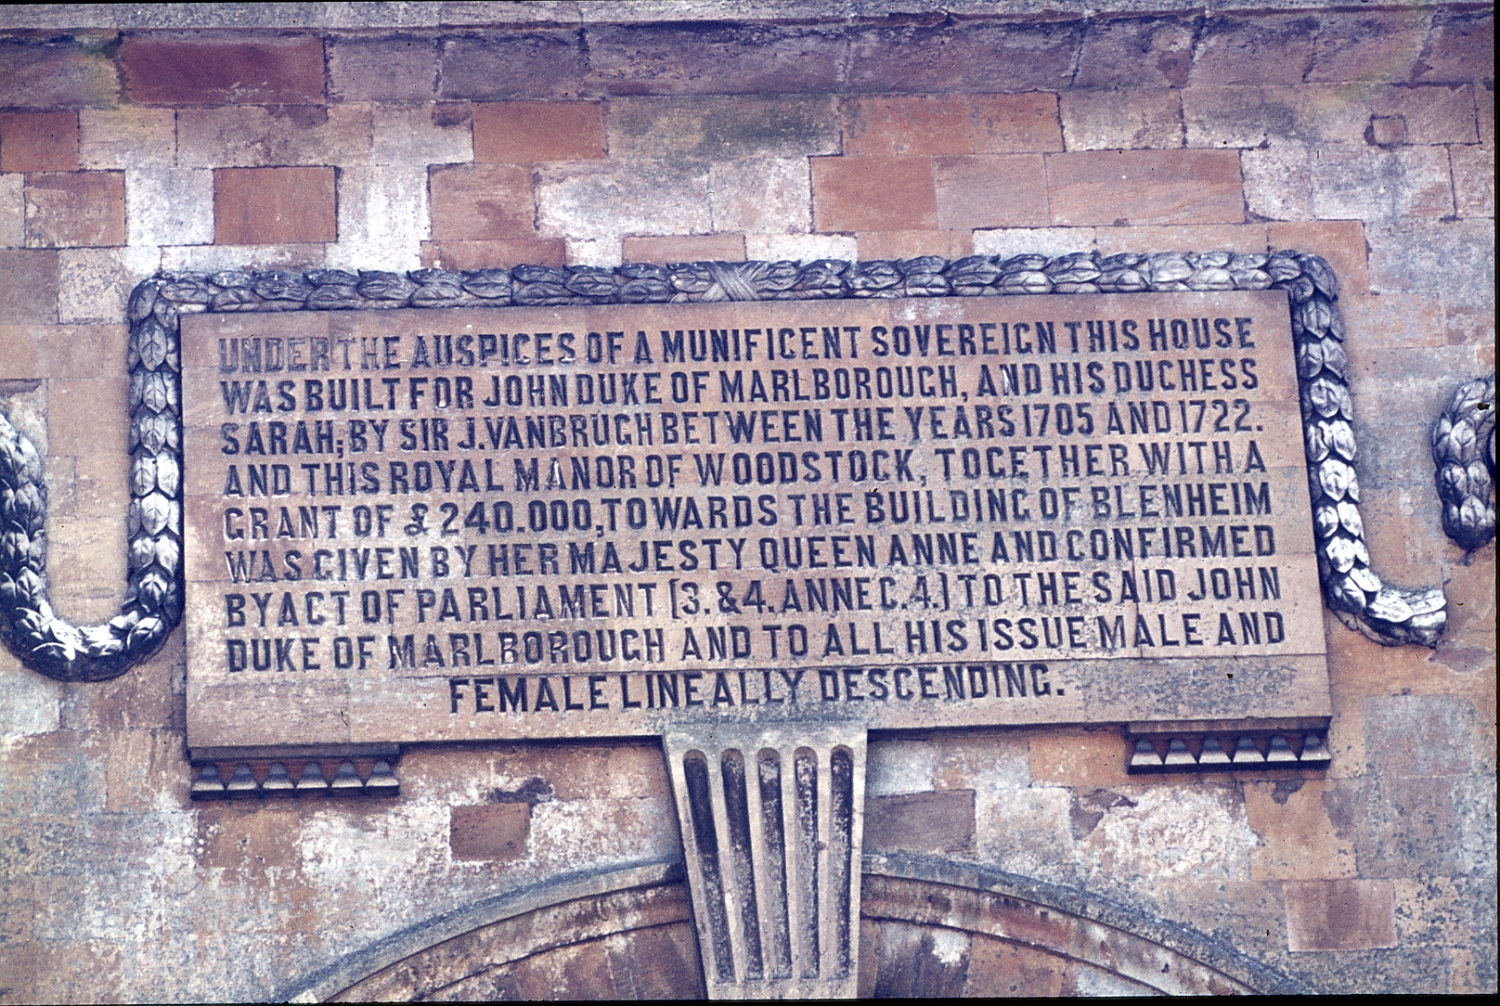 UNDER THE AUSPICES OF A MUNIFICENT SOVEREIGN THIS HOUSE
WAS BUILT FOR JOHN DUKE OF MARLBOROUGH, AND HIS DUCHESS
SARAH; BY SIR J. VANBRUGH BETWEEN THE YEARS 1705 AND 1722.
AND THIS ROYAL MANOR OF WOODSTOCK, TOGETHER WITH A
GRANT OF £240.000, TOWARDS THE BUILDING OF BLENHEIM
WAS GIVEN BY HER MAJESTY QUEEN ANNE AND CONFIRMED
BY ACT OF PARLIAMENT [3. & 4. ANNE C. 4.] TO THE SAID JOHN
DUKE OF MARLBOROUGH AND TO ALL HIS ISSUE MALE AND
FEMALE LINEALLY DESCENDING.